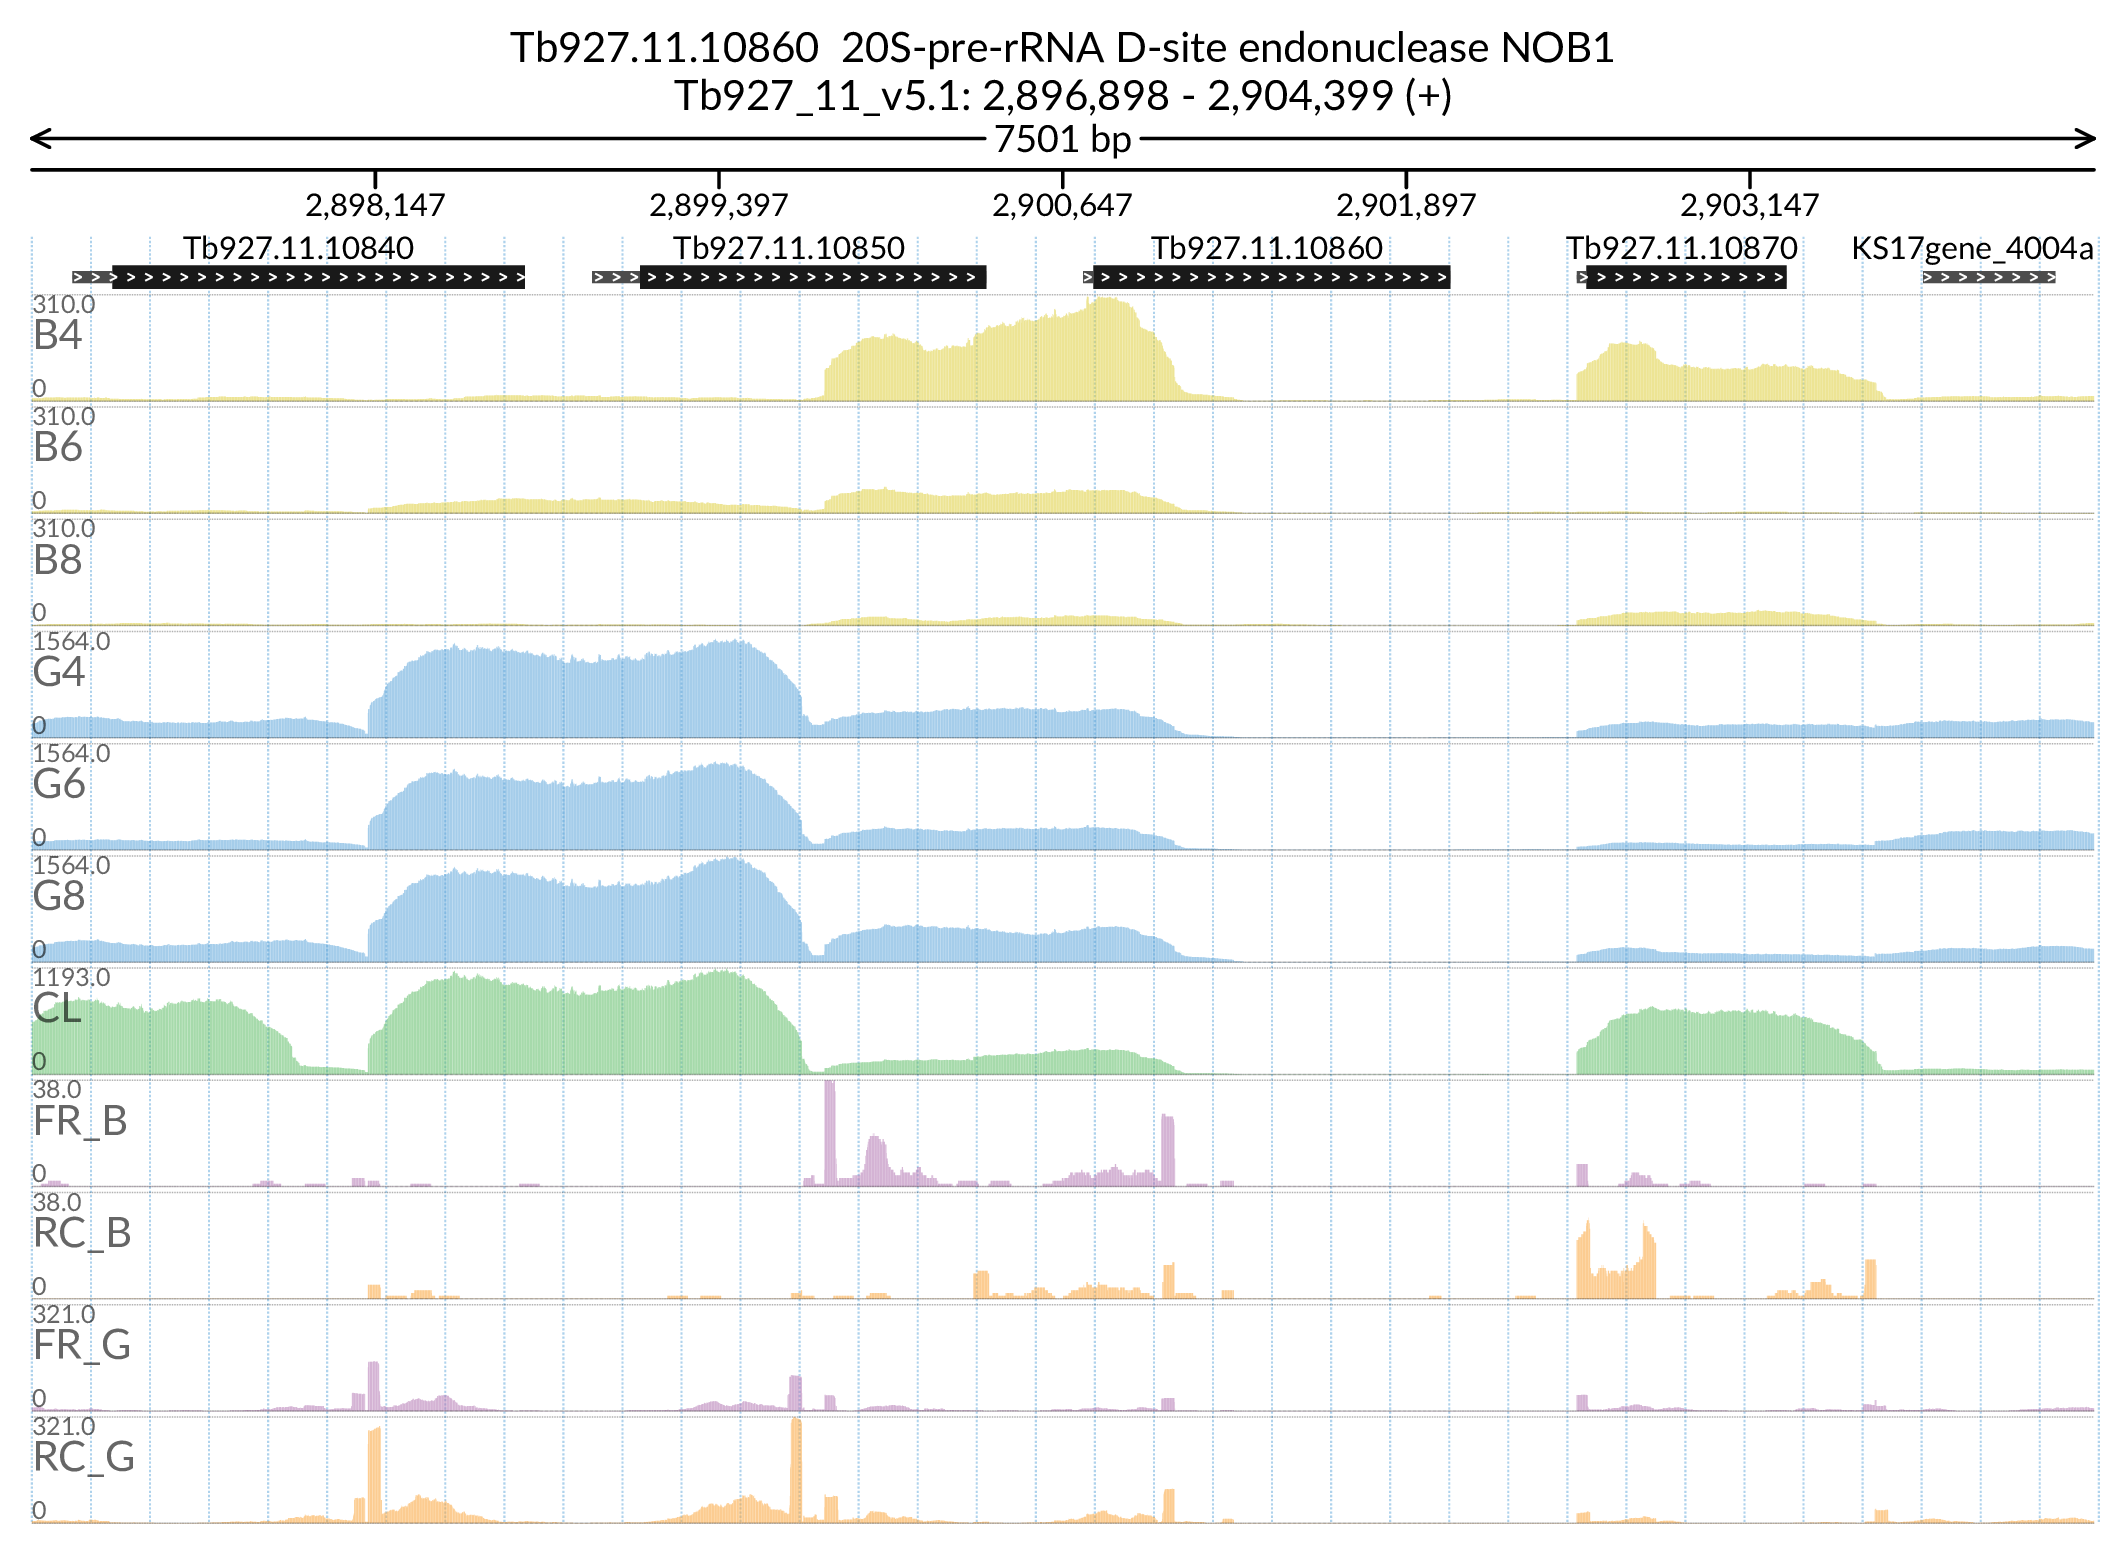 Tb927.11.10860  20S-pre-rRNA D-site endonuclease NOB1
Tb927_11_v5.1: 2,896,898 - 2,904,399 (+)
7501 bp
2,898,147 2,899,397 2,900,647 2,901,897 2,903,147
Tb927.11.10840 Tb927.11.10850 Tb927.11.10860 Tb927.11.10870 KS17gene_4004a
310.0
B4
0
310.0
B6
0
310.0
B8
0
1564.0
G4
0
1564.0
G6
0
1564.0
G8
0
1193.0
CL
0
38.0
FR_B
0
38.0
RC_B
0
321.0
FR_G
0
321.0
RC_G
0